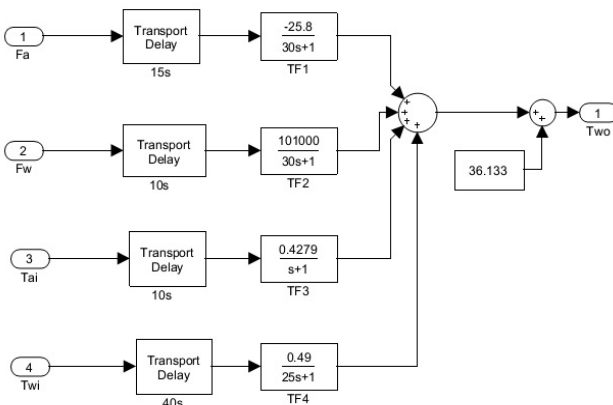 1
Fa
Transport
Delay
15s
-25.8
30s+1
TF1
2
Fw
Transport
Delay
10s
101000
30s+1
TF2
3
Tai
Transport
Delay
10s
0.4279
s+1
TF3
4
Twi
Transport
Delay
40s
0.49
25s+1
TF4
+
+
+
+
36.133
+
+
1
Two